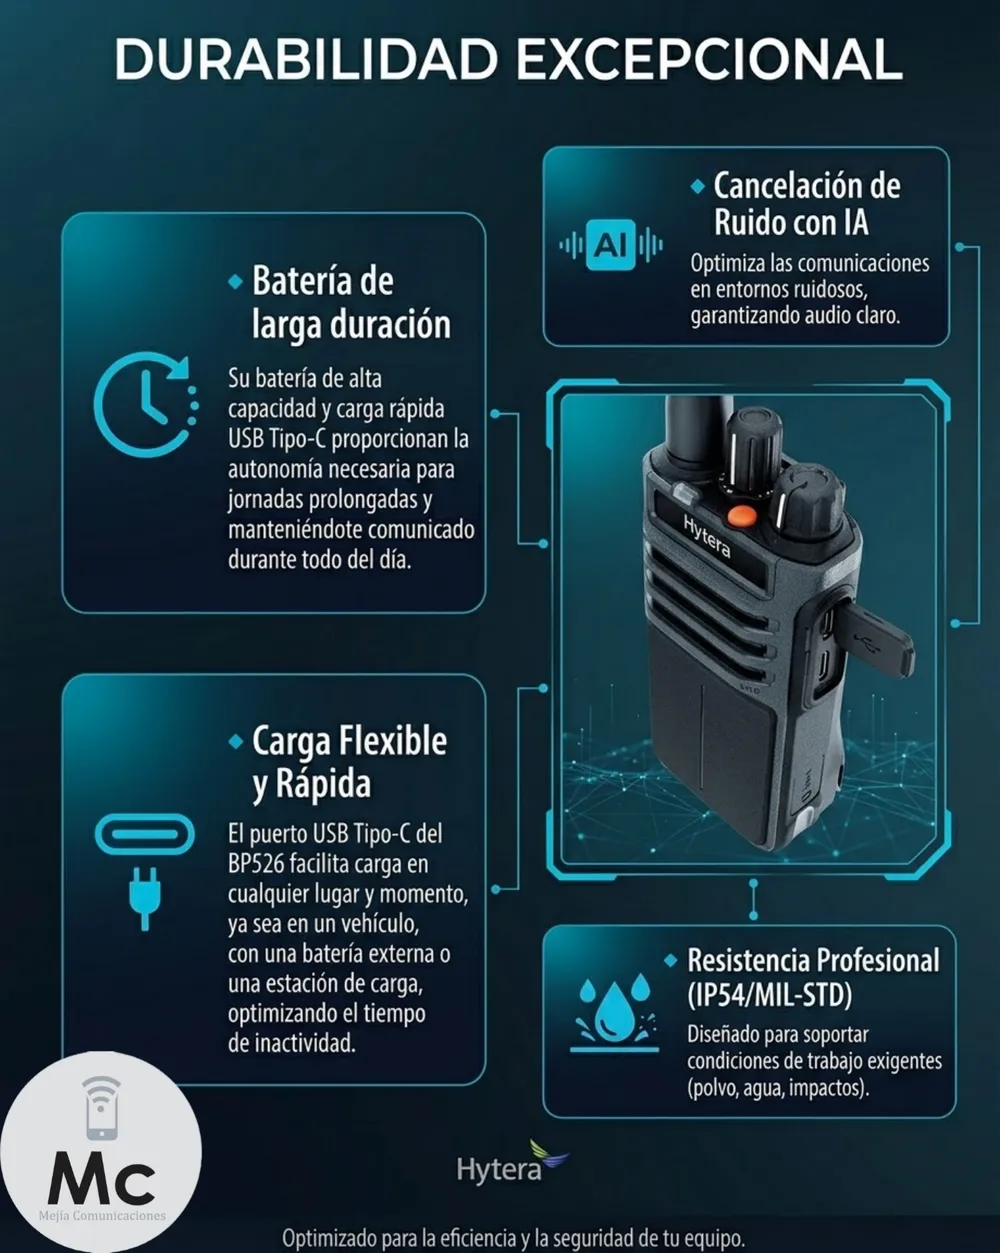 DURABILIDAD EXCEPCIONAL
Batería de
larga duración
Su batería de alta
capacidad y carga rápida
USB Tipo-C proporcionan la
autonomía necesaria para
jornadas prolongadas y
manteniéndote comunicado
durante todo del día.
AI
Cancelación de
Ruido con IA
Optimiza las comunicaciones
en entornos ruidosos,
garantizando audio claro.
Hytera
Carga Flexible
y Rápida
El puerto USB Tipo-C del
BP526 facilita carga en
cualquier lugar y momento,
ya sea en un vehículo,
con una batería externa o
una estación de carga,
optimizando el tiempo
de inactividad.
Resistencia Profesional
(IP54/MIL-STD)
Diseñado para soportar
condiciones de trabajo exigentes
(polvo, agua, impactos).
Mc
Mejía Comunicaciones
Hytera
Optimizado para la eficiencia y la seguridad de tu equipo.